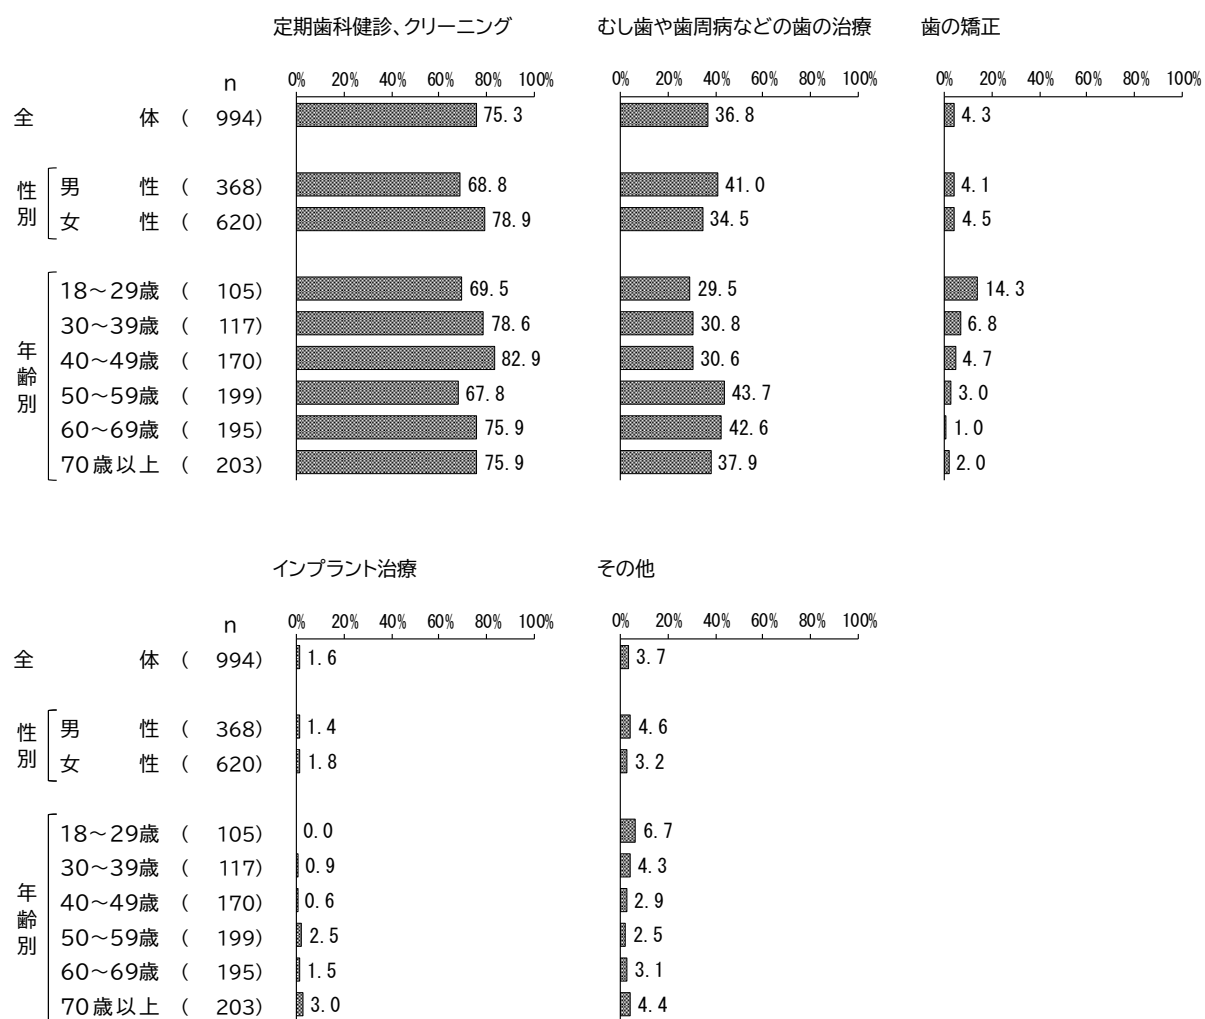 定期歯科健診、クリーニング むし歯や歯周病などの歯の治療 歯の矯正
n 0% 20% 40% 60% 80% 100% 0% 20% 40% 60% 80% 100% 0% 20% 40% 60% 80% 100%
全体 ( 994) 75.3 36.8 4.3
性別
男性 ( 368) 68.8 41.0 4.1
女性 ( 620) 78.9 34.5 4.5
年齢別
18～29歳 ( 105) 69.5 29.5 14.3
30～39歳 ( 117) 78.6 30.8 6.8
40～49歳 ( 170) 82.9 30.6 4.7
50～59歳 ( 199) 67.8 43.7 3.0
60～69歳 ( 195) 75.9 42.6 1.0
70歳以上 ( 203) 75.9 37.9 2.0
インプラント治療 その他
n 0% 20% 40% 60% 80% 100% 0% 20% 40% 60% 80% 100%
全体 ( 994) 1.6 3.7
性別
男性 ( 368) 1.4 4.6
女性 ( 620) 1.8 3.2
年齢別
18～29歳 ( 105) 0.0 6.7
30～39歳 ( 117) 0.9 4.3
40～49歳 ( 170) 0.6 2.9
50～59歳 ( 199) 2.5 2.5
60～69歳 ( 195) 1.5 3.1
70歳以上 ( 203) 3.0 4.4